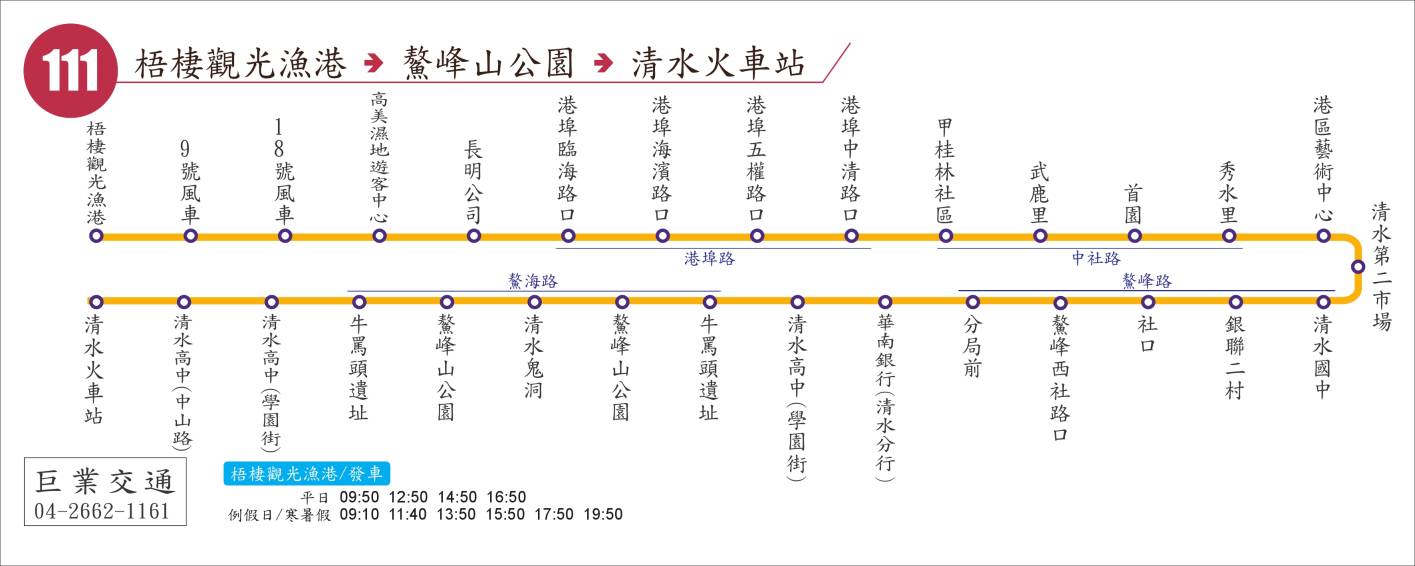 111 梧棲觀光漁港 → 鰲峰山公園 → 清水火車站
梧棲觀光漁港
9號風車
18號風車
高美濕地遊客中心
長明公司
港埠臨海路口
港埠海濱路口
港埠五權路口
港埠中清路口
甲桂林社區
武鹿里
首園
秀水里
港區藝術中心
清水第二市場
港埠路
中社路
鰲海路
鰲峰路
清水火車站
清水高中(中山路)
清水高中(學園街)
牛罵頭遺址
鰲峰山公園
清水鬼洞
鰲峰山公園
牛罵頭遺址
清水高中(學園街)
華南銀行(清水分行)
分局前
鰲峰西社路口
社口
銀聯二村
清水國中
巨業交通
04-2662-1161
梧棲觀光漁港/發車
平日 09:50 12:50 14:50 16:50
例假日/寒暑假 09:10 11:40 13:50 15:50 17:50 19:50